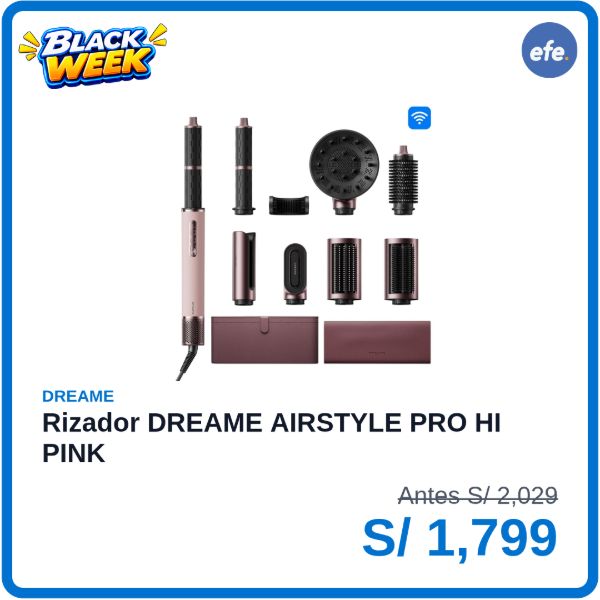 BLACK
WEEK
efe.
DREAME
Rizador DREAME AIRSTYLE PRO HI
PINK
Antes S/ 2,029
S/ 1,799